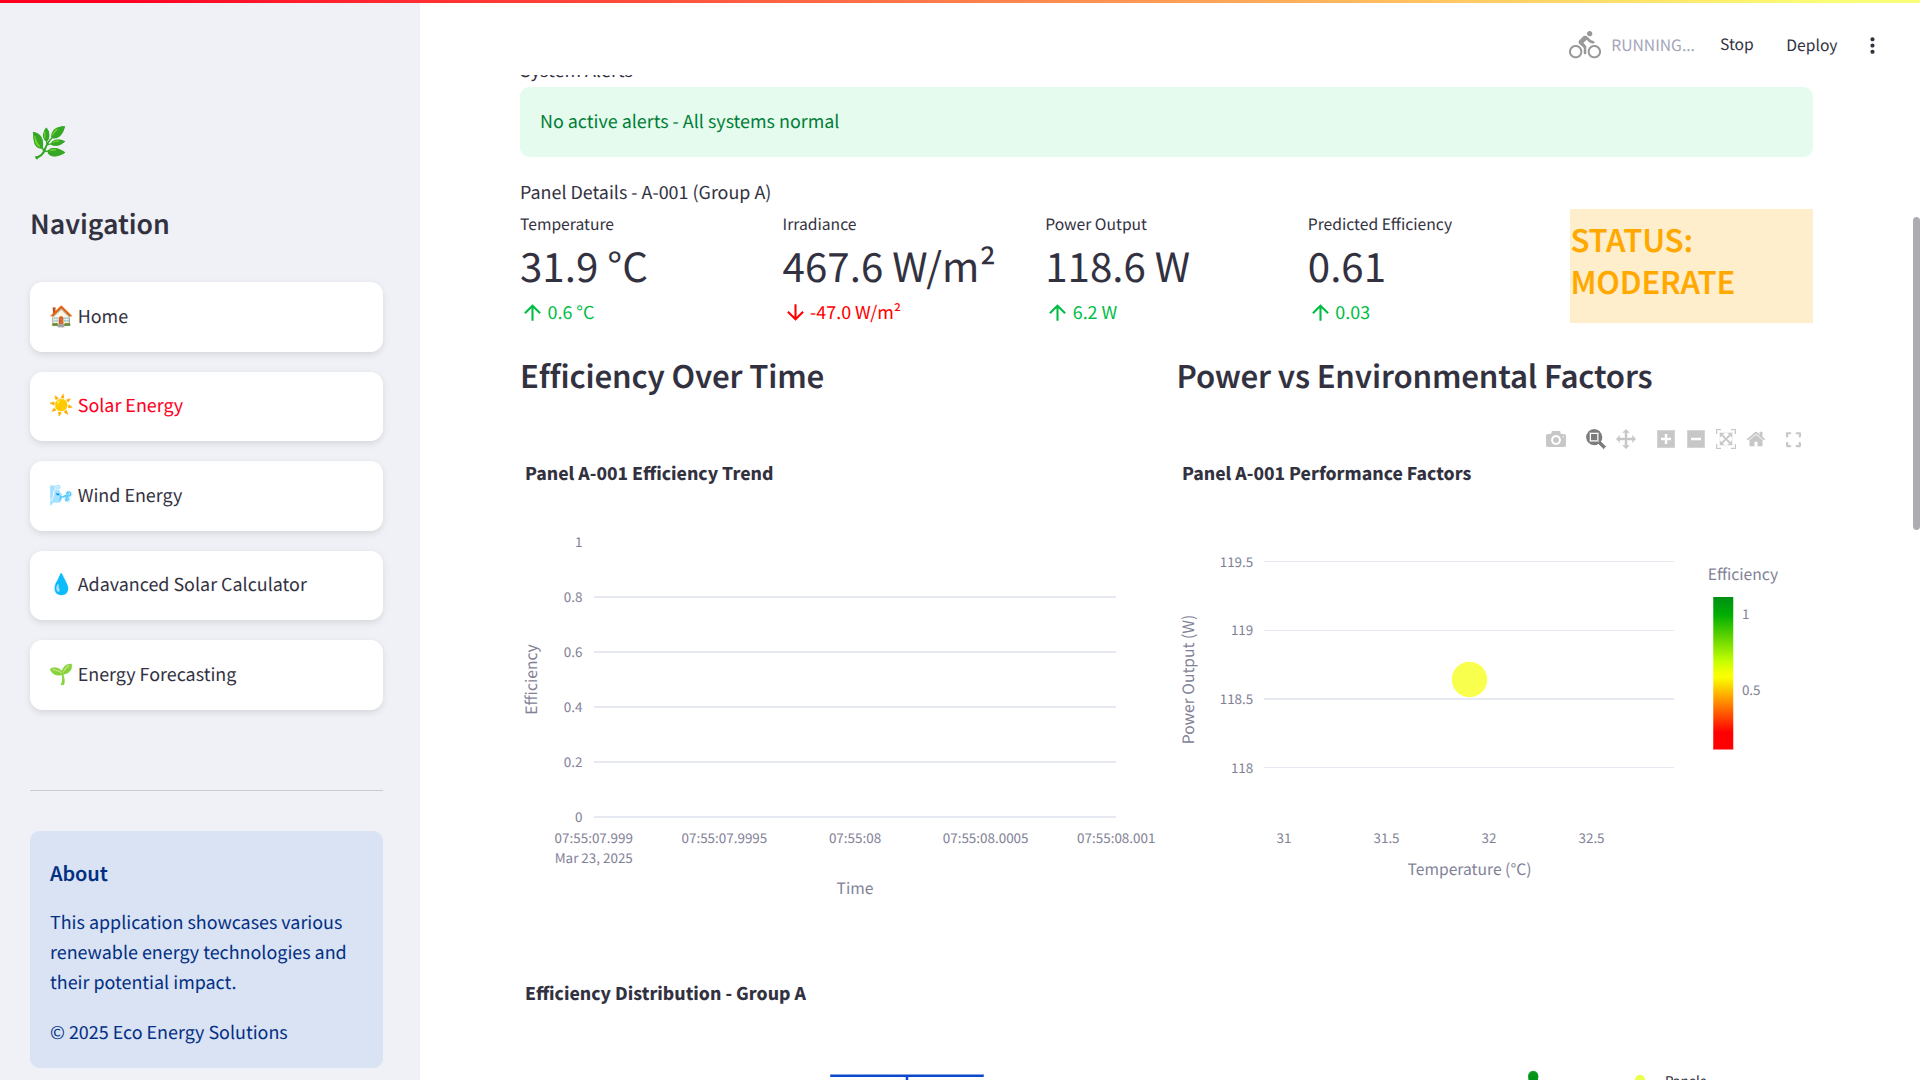 RUNNING...
Stop
Deploy
Navigation
🏠 Home
☀️ Solar Energy
🌬️ Wind Energy
💧 Adavanced Solar Calculator
🌱 Energy Forecasting
About
This application showcases various
renewable energy technologies and
their potential impact.
© 2025 Eco Energy Solutions
System Alerts
No active alerts - All systems normal
Panel Details - A-001 (Group A)
Temperature
31.9 °C
↑ 0.6 °C
Irradiance
467.6 W/m²
↓ -47.0 W/m²
Power Output
118.6 W
↑ 6.2 W
Predicted Efficiency
0.61
↑ 0.03
STATUS:
MODERATE
Efficiency Over Time
Panel A-001 Efficiency Trend
Efficiency
1
0.8
0.6
0.4
0.2
0
07:55:07.999 07:55:07.9995 07:55:08 07:55:08.0005 07:55:08.001
Mar 23, 2025
Time
Power vs Environmental Factors
Panel A-001 Performance Factors
Power Output (W)
119.5
119
118.5
118
31 31.5 32 32.5
Temperature (°C)
Efficiency
1
0.5
Efficiency Distribution - Group A
Panels